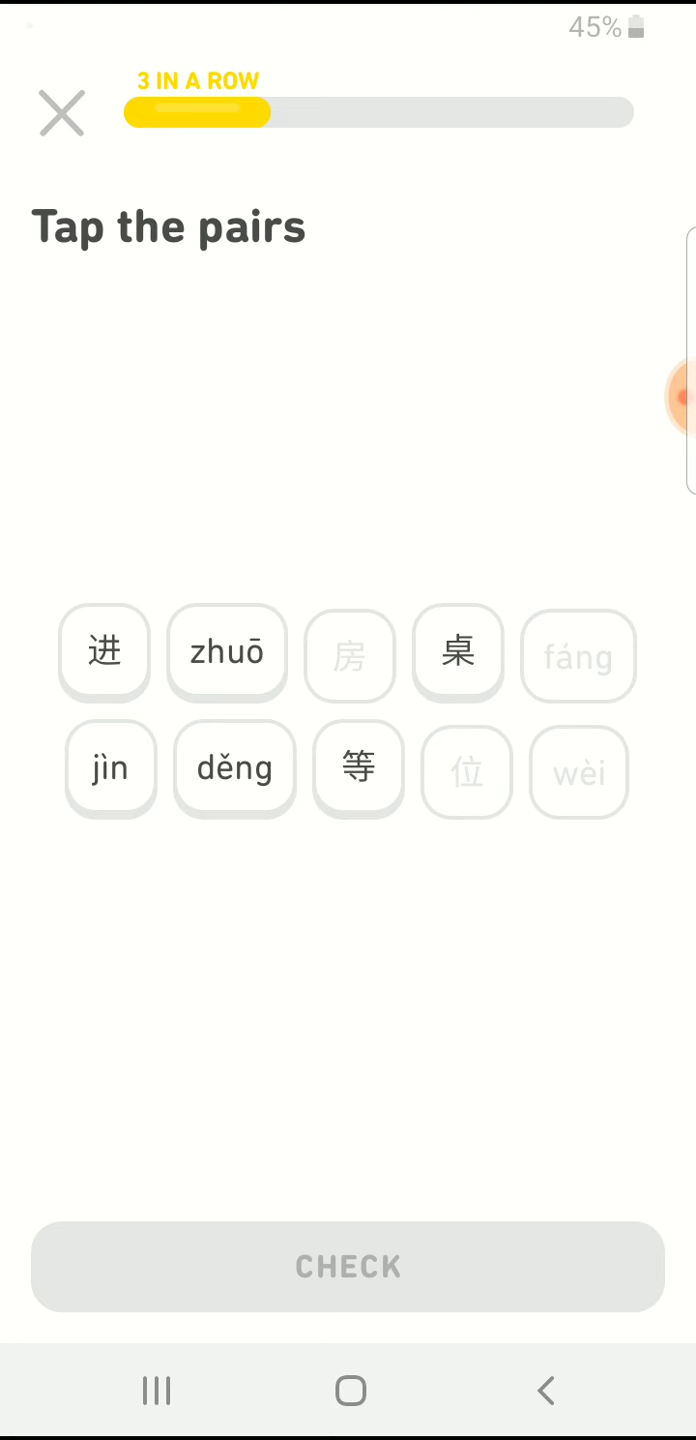 45%
3 IN A ROW
Tap the pairs
进 zhuō 房 桌 fáng
jìn děng 等 位 wèi
CHECK